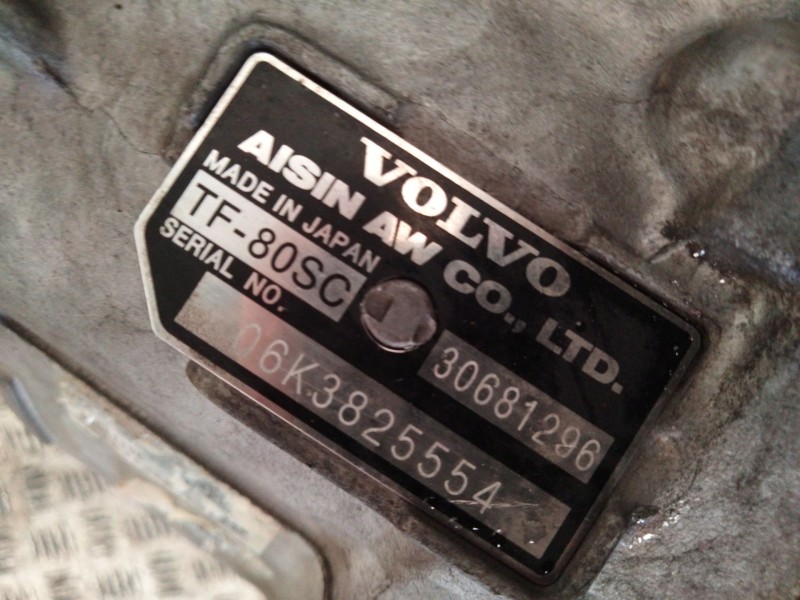 VOLVO
AISIN AW CO., LTD.
MADE IN JAPAN
TF-80SC
30681296
SERIAL NO.
06K3825554